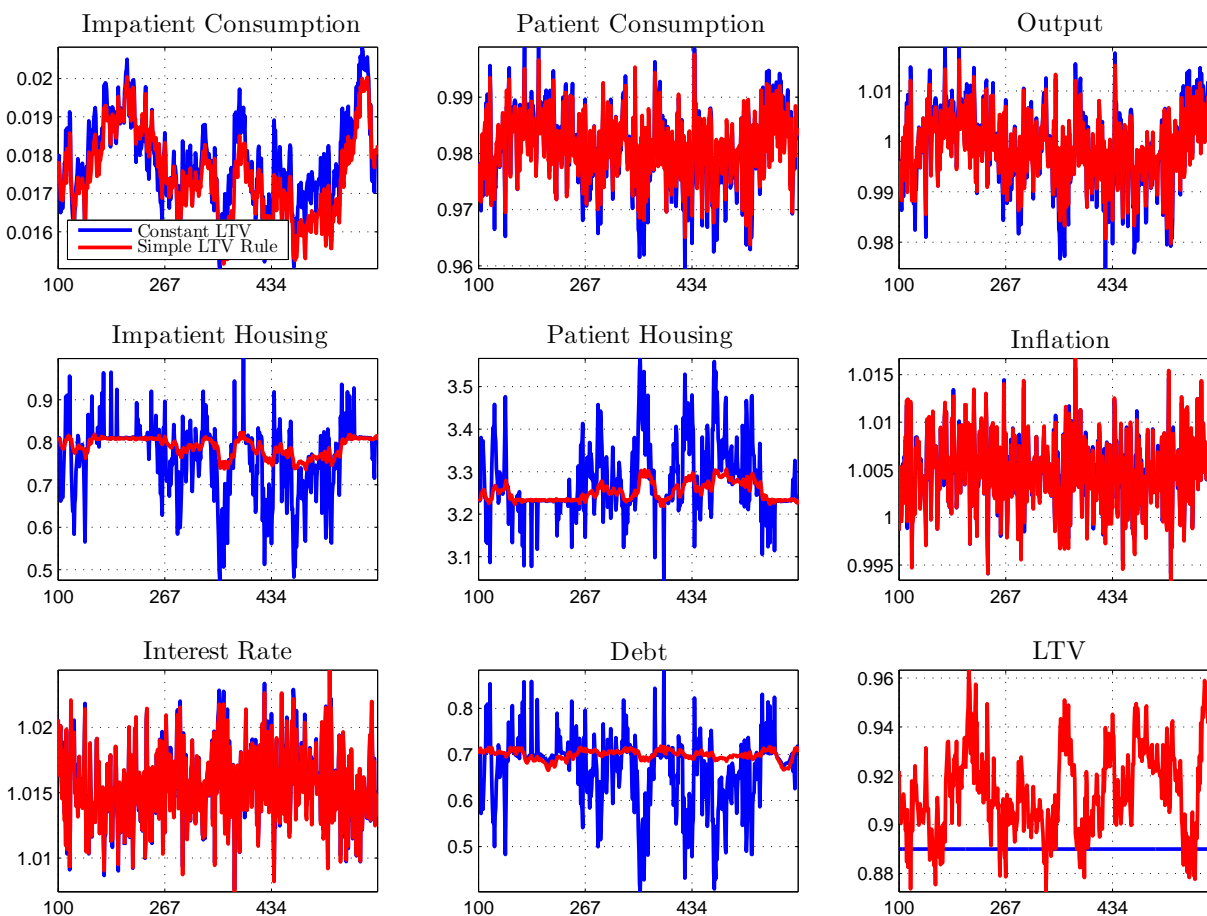 Impatient Consumption
0.02
0.019
0.018
0.017
0.016
Constant LTV
Simple LTV Rule
100 267 434
Patient Consumption
0.99
0.98
0.97
0.96
100 267 434
Output
1.01
1
0.99
0.98
100 267 434
Impatient Housing
0.9
0.8
0.7
0.6
0.5
100 267 434
Patient Housing
3.5
3.4
3.3
3.2
3.1
100 267 434
Inflation
1.015
1.01
1.005
1
0.995
100 267 434
Interest Rate
1.02
1.015
1.01
100 267 434
Debt
0.8
0.7
0.6
0.5
100 267 434
LTV
0.96
0.94
0.92
0.9
0.88
100 267 434